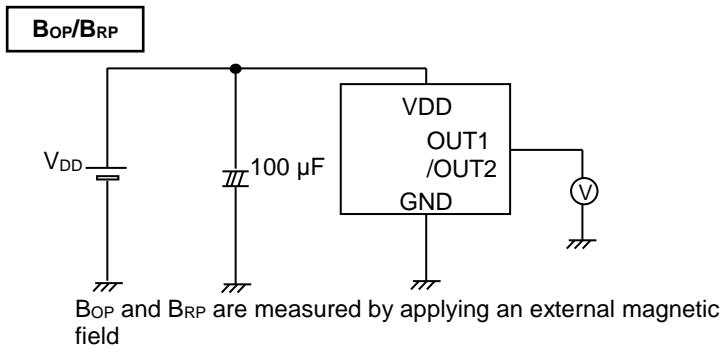 BOP/BRP
VDD
OUT1
/OUT2
VDD
100 µF
GND
V
BOP and BRP are measured by applying an external magnetic
field